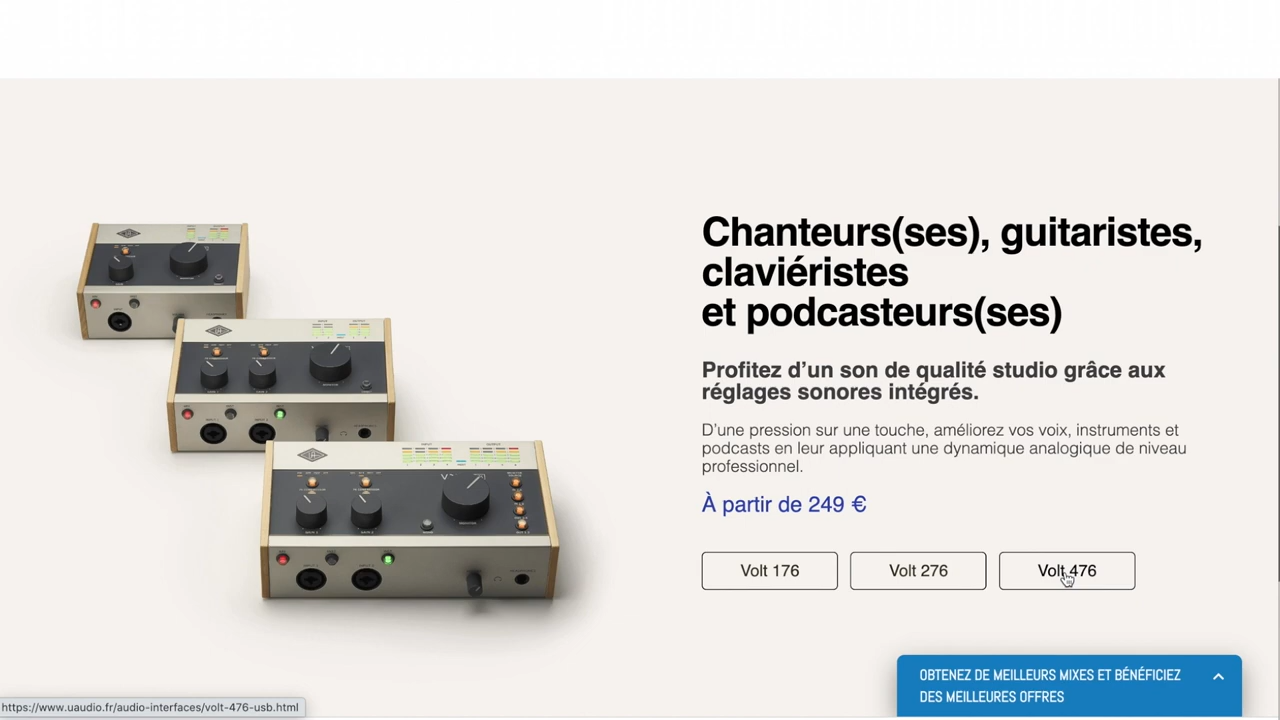 Chanteurs(ses), guitaristes,
claviéristes
et podcasteurs(ses)
Profitez d’un son de qualité studio grâce aux
réglages sonores intégrés.
D'une pression sur une touche, améliorez vos voix, instruments et
podcasts en leur appliquant une dynamique analogique de niveau
professionnel.
À partir de 249 €
Volt 176
Volt 276
Volt 476
OBTENEZ DE MEILLEURS MIXES ET BÉNÉFICIEZ
DES MEILLEURES OFFRES
https://www.uaudio.fr/audio-interfaces/volt-476-usb.html